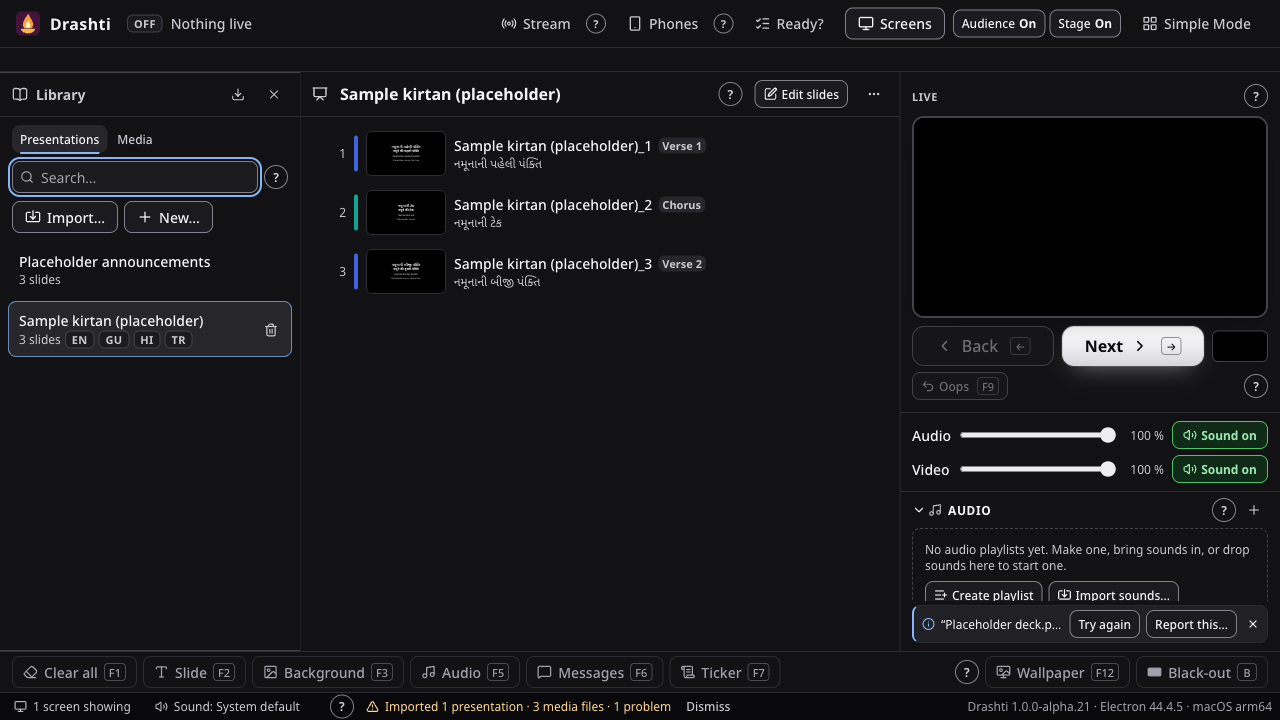 Drashti
OFF
Nothing live
Stream
?
Phones
?
Ready?
Screens
Audience On
Stage On
Simple Mode
Library
Presentations
Media
Search...
?
Import...
New...
Placeholder announcements
3 slides
Sample kirtan (placeholder)
3 slides EN GU HI TR
Sample kirtan (placeholder)
?
Edit slides
1
Sample kirtan (placeholder)_1 Verse 1
નમૂનાની પહેલી પંક્તિ
2
Sample kirtan (placeholder)_2 Chorus
નમૂનાની ટેક
3
Sample kirtan (placeholder)_3 Verse 2
નમૂનાની બીજી પંક્તિ
LIVE
?
Back
Next
Oops F9
?
Audio 100 % Sound on
Video 100 % Sound on
AUDIO
?
No audio playlists yet. Make one, bring sounds in, or drop
sounds here to start one.
Create playlist
Import sounds...
“Placeholder deck.p...
Try again
Report this...
Clear all F1
Slide F2
Background F3
Audio F5
Messages F6
Ticker F7
?
Wallpaper F12
Black-out B
1 screen showing
Sound: System default
?
Imported 1 presentation · 3 media files · 1 problem
Dismiss
Drashti 1.0.0-alpha.21 · Electron 44.4.5 · macOS arm64